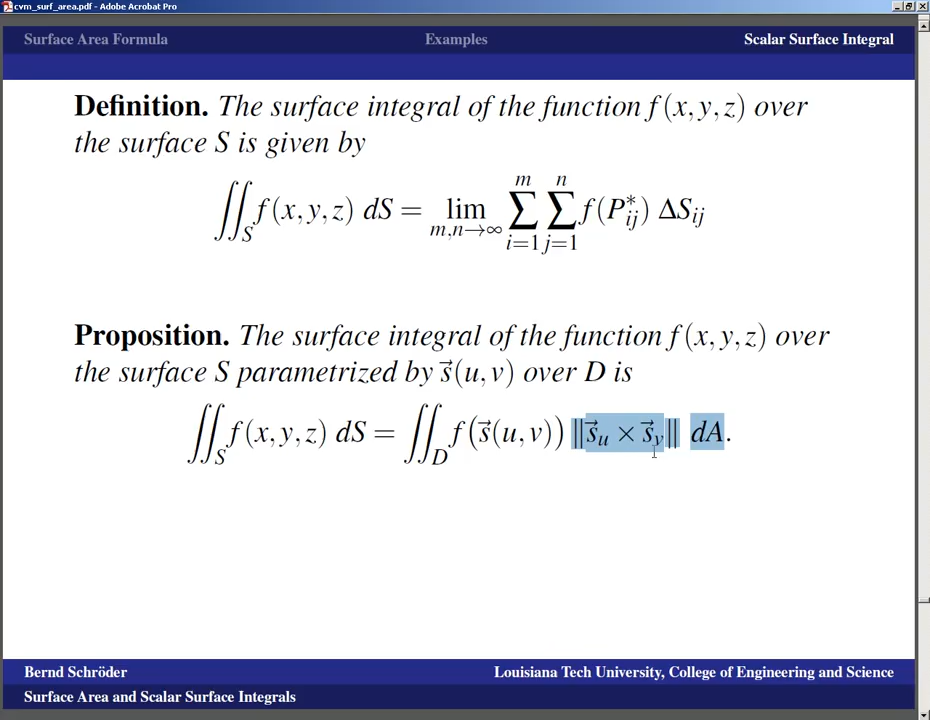 cvm_surf_area.pdf - Adobe Acrobat Pro
Surface Area Formula Examples Scalar Surface Integral
Definition. The surface integral of the function f(x,y,z) over
the surface S is given by
∬_S f(x,y,z) dS = lim_{m,n→∞} ∑_{i=1}^{m} ∑_{j=1}^{n} f(P*_{ij}) ΔS_{ij}
Proposition. The surface integral of the function f(x,y,z) over
the surface S parametrized by s⃗(u,v) over D is
∬_S f(x,y,z) dS = ∬_D f(s⃗(u,v)) ‖s⃗_u × s⃗_v‖ dA.
Bernd Schröder Louisiana Tech University, College of Engineering and Science
Surface Area and Scalar Surface Integrals